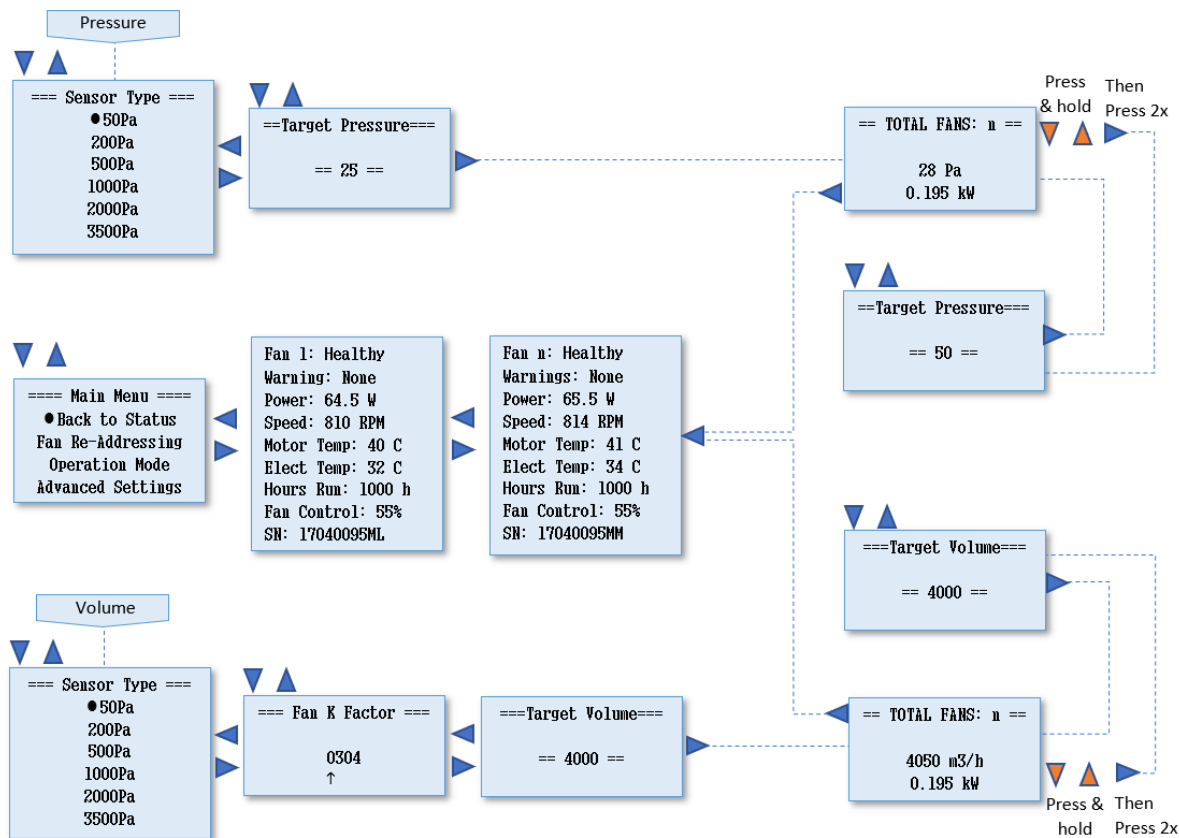 Pressure
=== Sensor Type ===
●50Pa
200Pa
500Pa
1000Pa
2000Pa
3500Pa
==Target Pressure===
== 25 ==
== TOTAL FANS: n ==
28 Pa
0.195 kW
Press
& hold
Then
Press 2x
==Target Pressure===
== 50 ==
==== Main Menu ====
●Back to Status
Fan Re-Addressing
Operation Mode
Advanced Settings
Fan 1: Healthy
Warning: None
Power: 64.5 W
Speed: 810 RPM
Motor Temp: 40 C
Elect Temp: 32 C
Hours Run: 1000 h
Fan Control: 55%
SN: 17040095ML
Fan n: Healthy
Warnings: None
Power: 65.5 W
Speed: 814 RPM
Motor Temp: 41 C
Elect Temp: 34 C
Hours Run: 1000 h
Fan Control: 55%
SN: 17040095MM
===Target Volume===
== 4000 ==
Volume
=== Sensor Type ===
●50Pa
200Pa
500Pa
1000Pa
2000Pa
3500Pa
=== Fan K Factor ===
0304
↑
===Target Volume===
== 4000 ==
== TOTAL FANS: n ==
4050 m3/h
0.195 kW
Press &
hold
Then
Press 2x